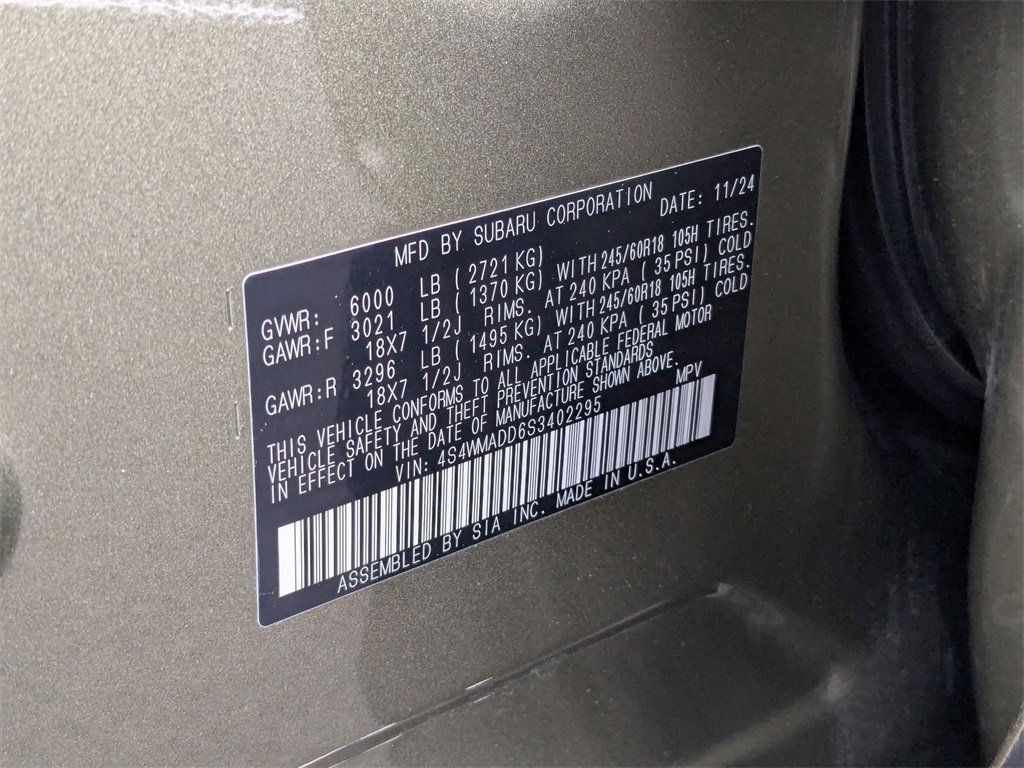 MFD BY SUBARU CORPORATION DATE: 11/24
GVWR: 6000 LB ( 2721 KG)
GAWR:F 3021 LB ( 1370 KG) WITH 245/60R18 105H TIRES.
18X7 1/2J RIMS. AT 240 KPA ( 35 PSI) COLD
GAWR:R 3296 LB ( 1495 KG) WITH 245/60R18 105H TIRES.
18X7 1/2J RIMS. AT 240 KPA ( 35 PSI) COLD
THIS VEHICLE CONFORMS TO ALL APPLICABLE FEDERAL MOTOR
VEHICLE SAFETY AND THEFT PREVENTION STANDARDS
IN EFFECT ON THE DATE OF MANUFACTURE SHOWN ABOVE.
VIN: 4S4WMADD6S3402295 MPV
ASSEMBLED BY SIA INC. MADE IN U.S.A.